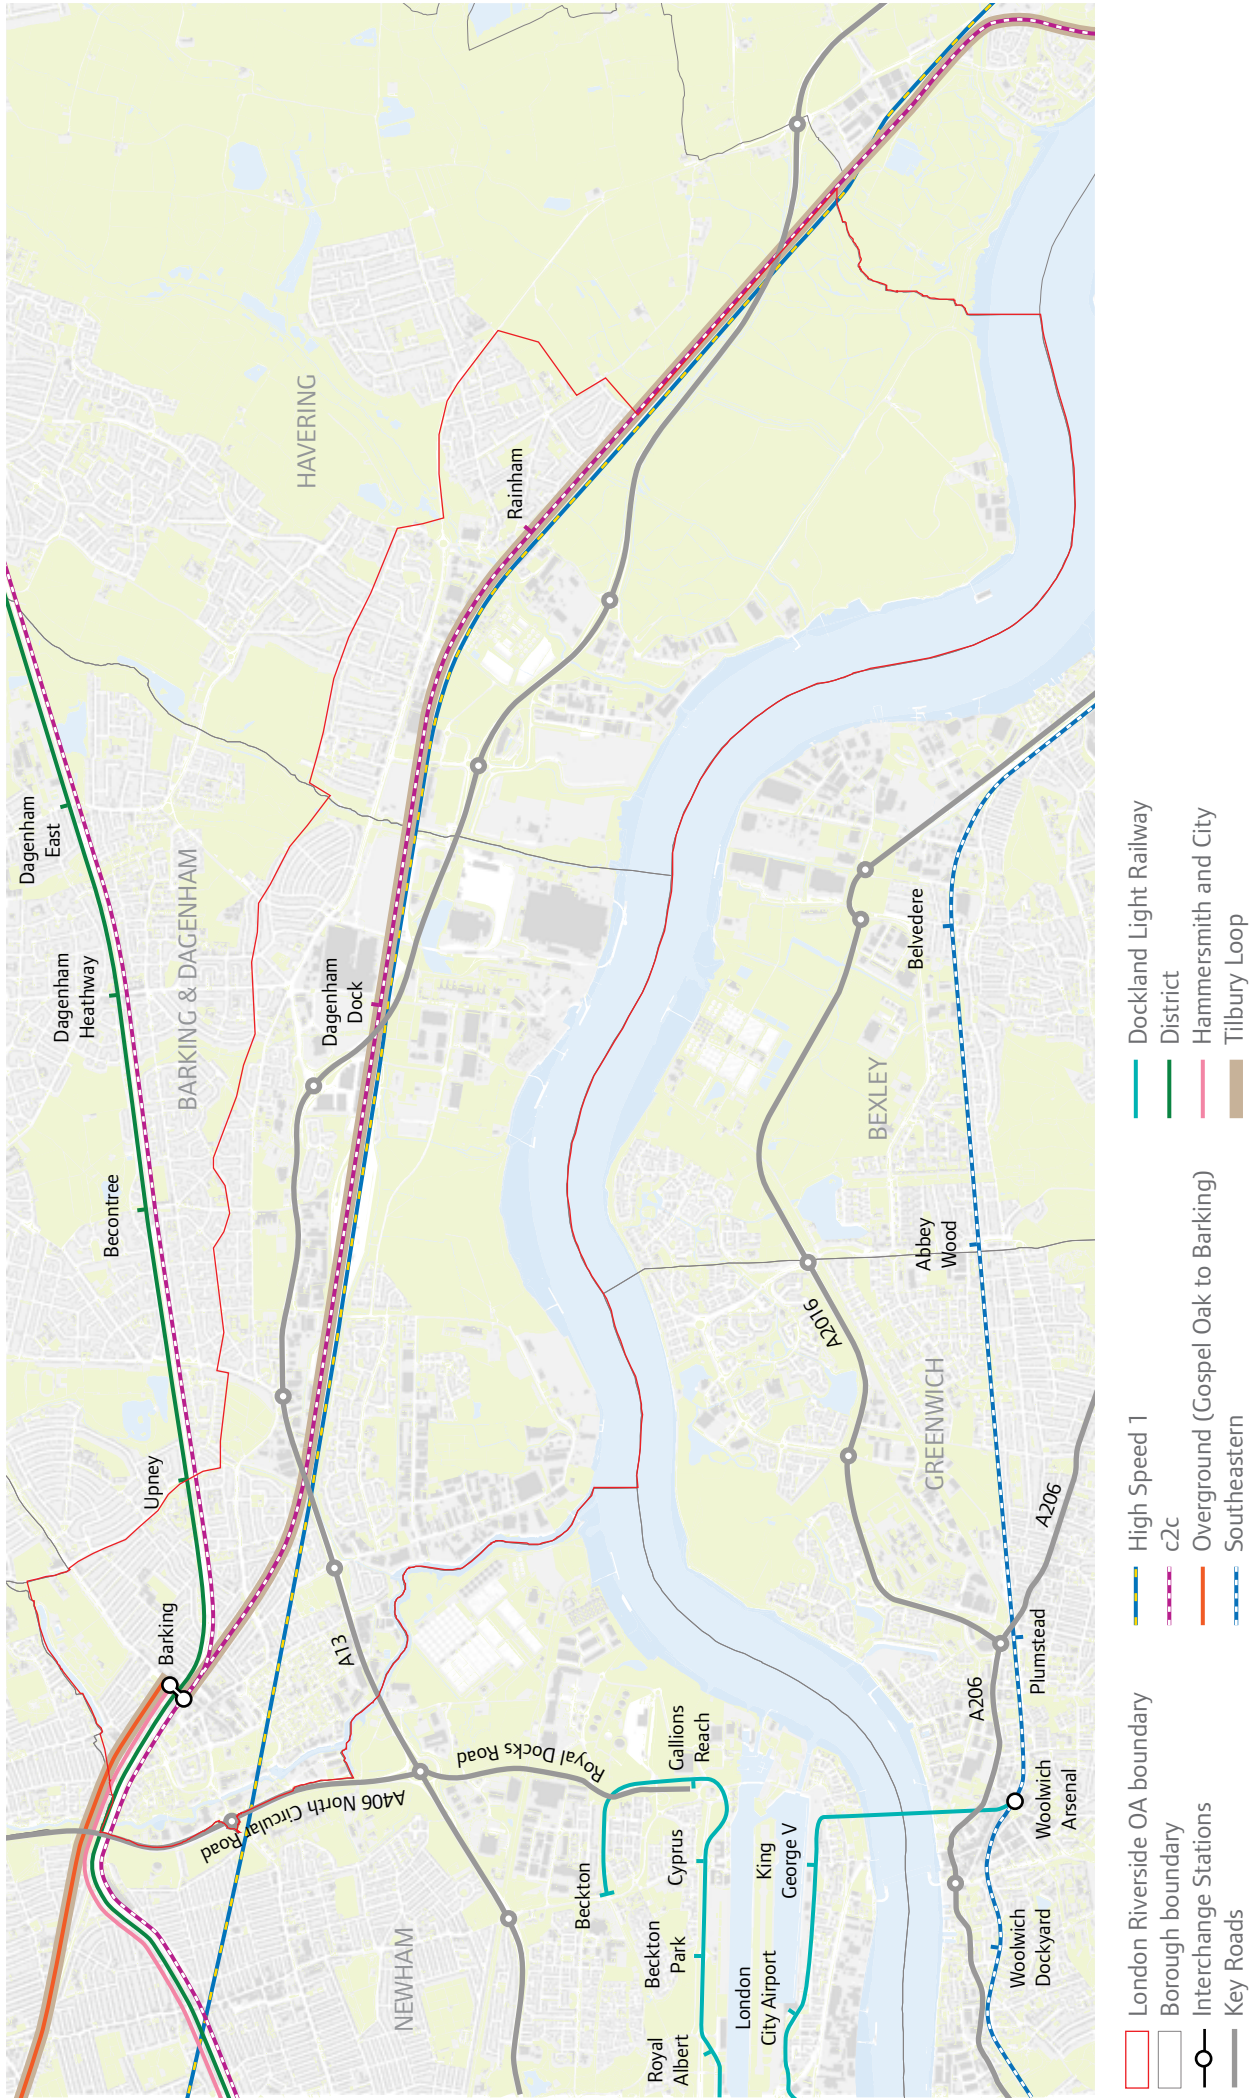 Dagenham
East
Dagenham
Heathway
Becontree
Upney
Barking
BARKING & DAGENHAM
HAVERING
Rainham
Dagenham
Dock
A13
A406 North Circular Road
Royal Docks Road
NEWHAM
Beckton
Gallions
Reach
Cyprus
Beckton
Park
Royal
Albert
King
George V
London
City Airport
Belvedere
BEXLEY
Abbey
Wood
A2016
GREENWICH
A206
A206
Plumstead
Woolwich
Arsenal
Woolwich
Dockyard
London Riverside OA boundary
Borough boundary
Interchange Stations
Key Roads
High Speed 1
c2c
Overground (Gospel Oak to Barking)
Southeastern
Dockland Light Railway
District
Hammersmith and City
Tilbury Loop